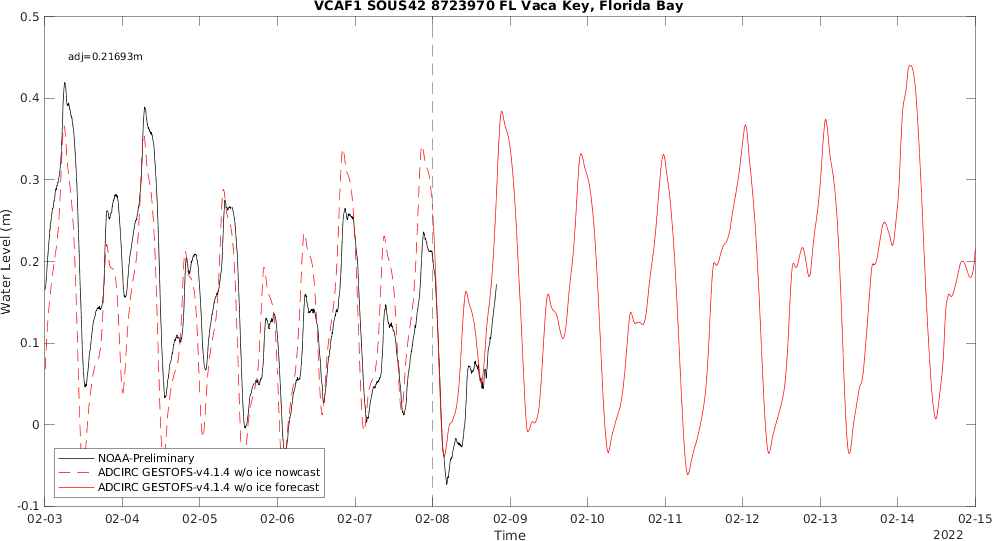 VCAF1 SOUS42 8723970 FL Vaca Key, Florida Bay
adj=0.21693m
Water Level (m)
0.5
0.4
0.3
0.2
0.1
0
-0.1
NOAA-Preliminary
ADCIRC GESTOFS-v4.1.4 w/o ice nowcast
ADCIRC GESTOFS-v4.1.4 w/o ice forecast
02-03 02-04 02-05 02-06 02-07 02-08 02-09 02-10 02-11 02-12 02-13 02-14 02-15
Time
2022